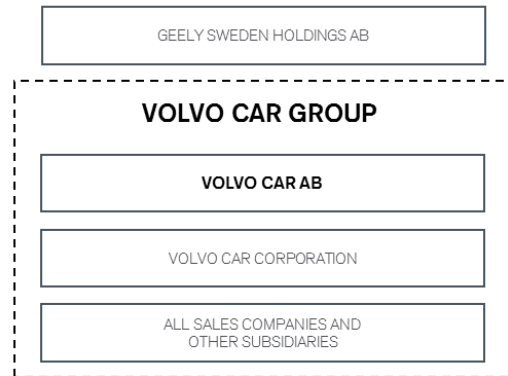 GEELY SWEDEN HOLDINGS AB
VOLVO CAR GROUP
VOLVO CAR AB
VOLVO CAR CORPORATION
ALL SALES COMPANIES AND
OTHER SUBSIDIARIES